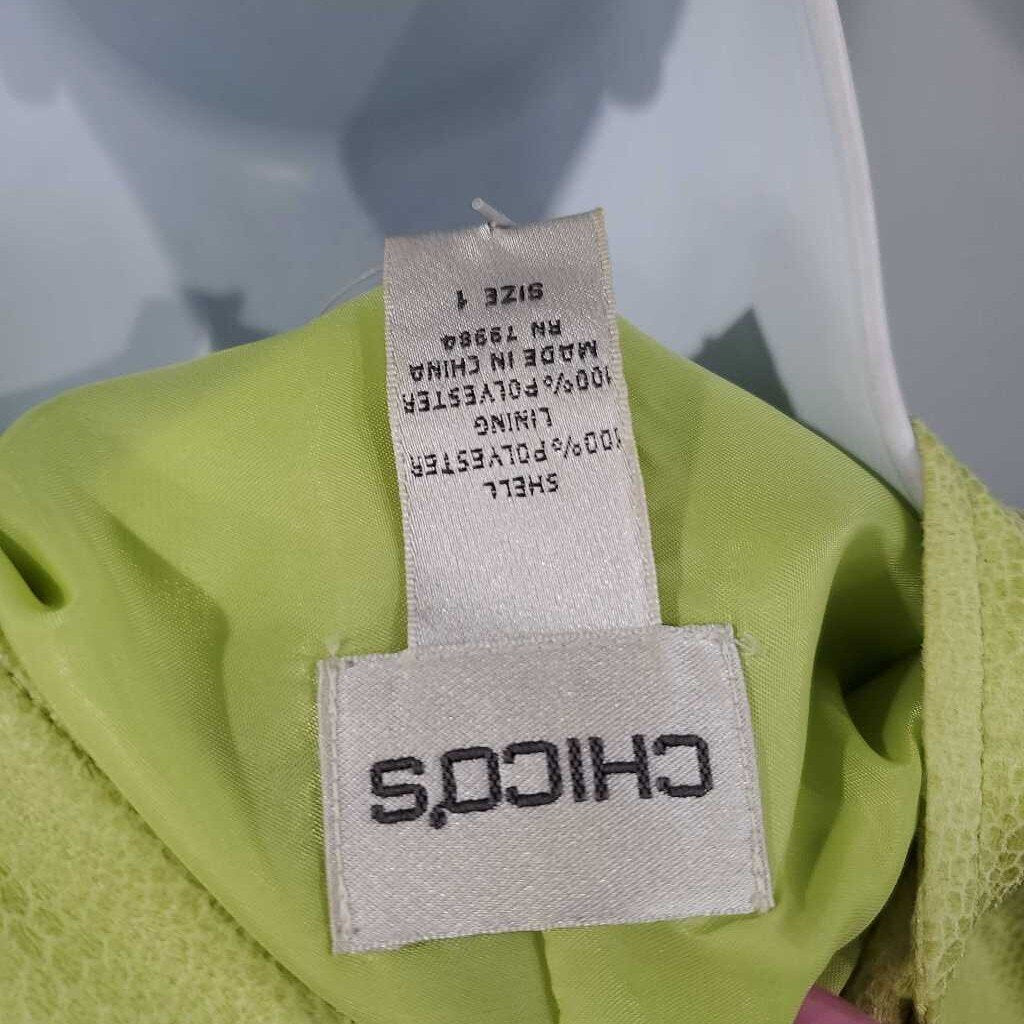 CHICO'S
SHELL
100% POLYESTER
LINING
100% POLYESTER
MADE IN CHINA
RN 79984
SIZE 1